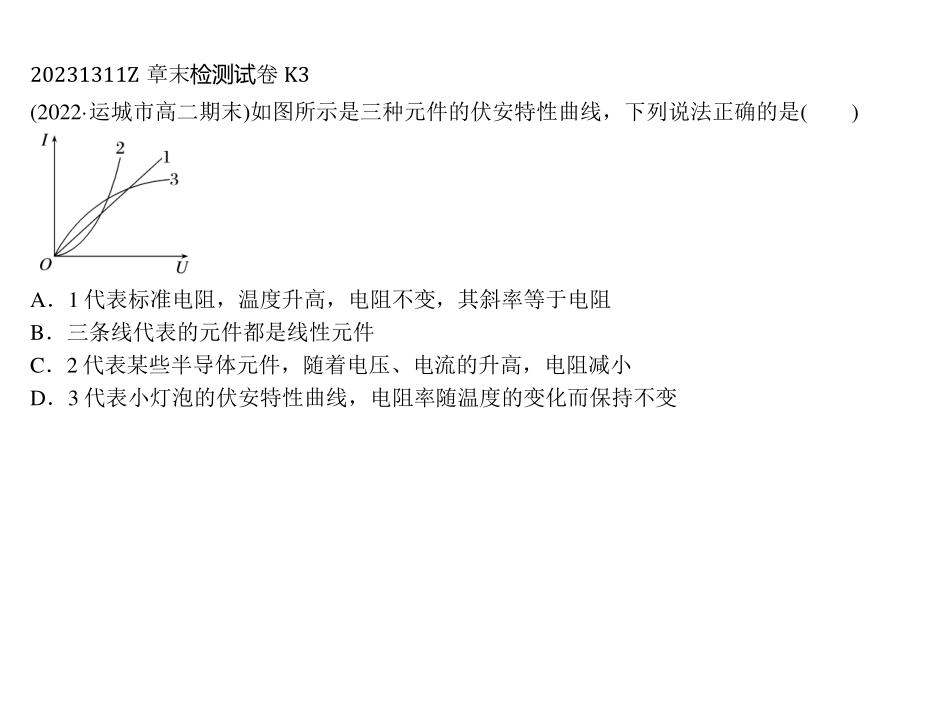 20231311Z 章末检测试卷 K3
(2022·运城市高二期末)如图所示是三种元件的伏安特性曲线，下列说法正确的是(　　)
I
2
1
3
O
U
A．1 代表标准电阻，温度升高，电阻不变，其斜率等于电阻
B．三条线代表的元件都是线性元件
C．2 代表某些半导体元件，随着电压、电流的升高，电阻减小
D．3 代表小灯泡的伏安特性曲线，电阻率随温度的变化而保持不变